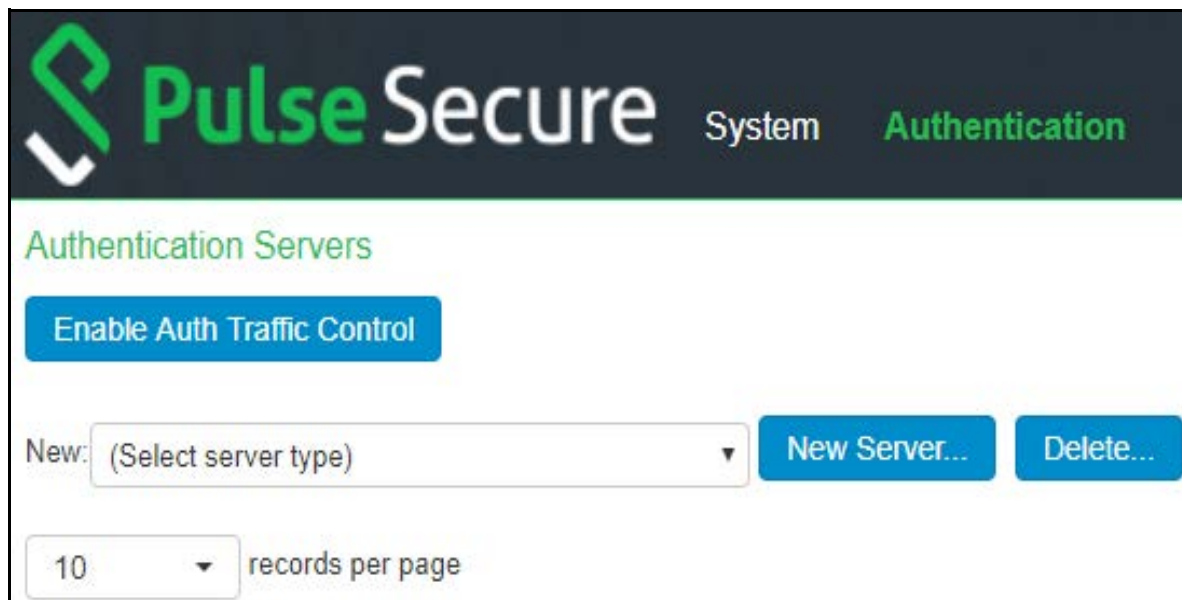 Pulse Secure System Authentication
Authentication Servers
Enable Auth Traffic Control
New: (Select server type) New Server... Delete...
10 records per page